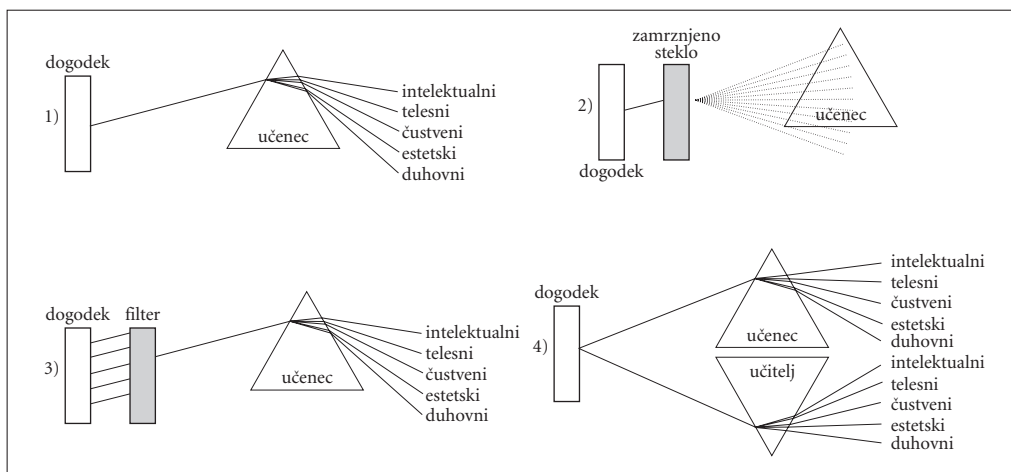 dogodek
1)
učenec
intelektualni
telesni
čustveni
estetski
duhovni
zamrznjeno
steklo
2)
učenec
dogodek
dogodek
filter
3)
učenec
intelektualni
telesni
čustveni
estetski
duhovni
dogodek
4)
učenec
intelektualni
telesni
čustveni
estetski
duhovni
učitelj
intelektualni
telesni
čustveni
estetski
duhovni